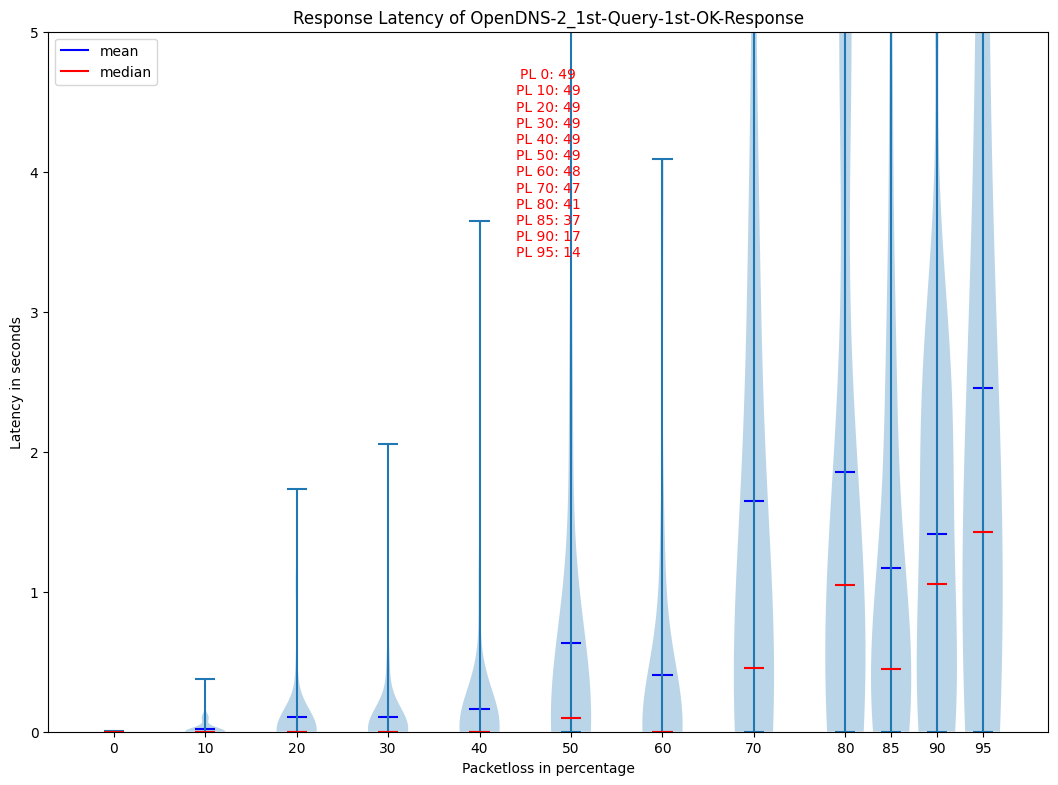 Response Latency of OpenDNS-2_1st-Query-1st-OK-Response
mean
median
PL 0: 49
PL 10: 49
PL 20: 49
PL 30: 49
PL 40: 49
PL 50: 49
PL 60: 48
PL 70: 47
PL 80: 41
PL 85: 37
PL 90: 17
PL 95: 14
Latency in seconds
5
4
3
2
1
0
0 10 20 30 40 50 60 70 80 85 90 95
Packetloss in percentage